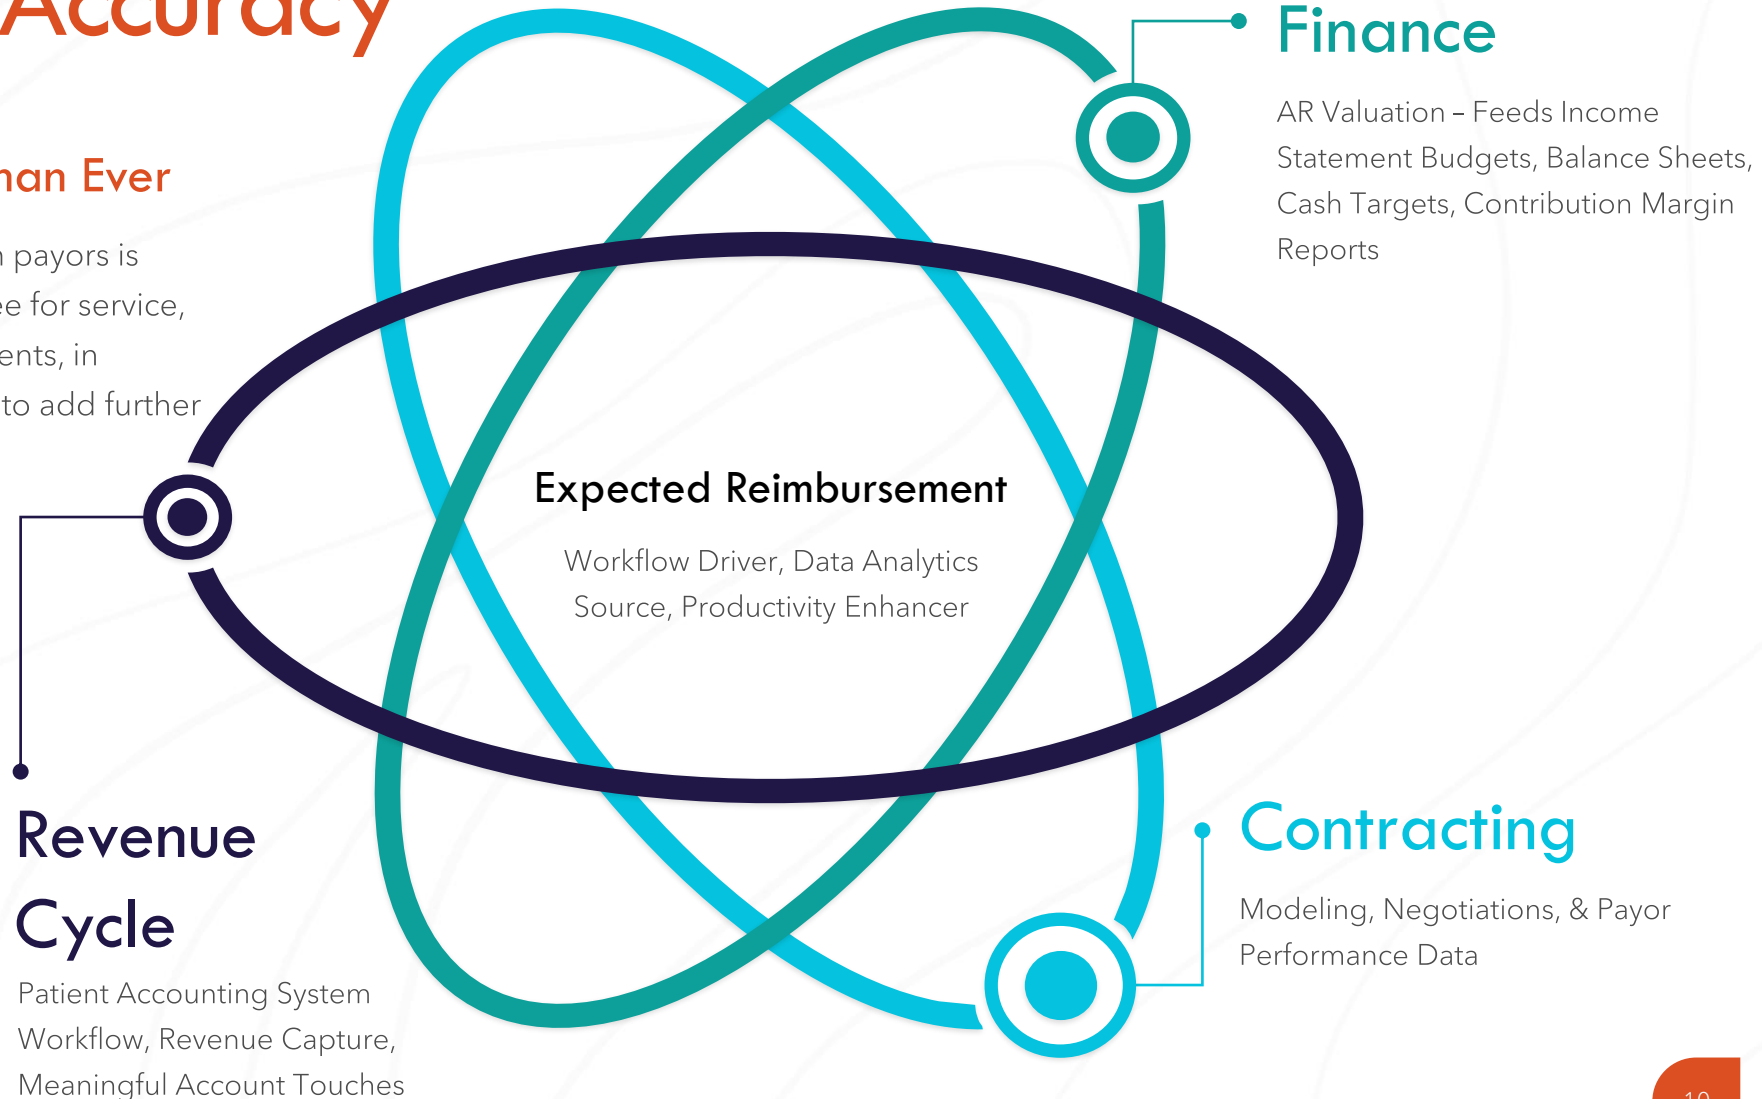 Accuracy
han Ever
n payors is
ee for service,
ents, in
to add further
Finance
AR Valuation – Feeds Income
Statement Budgets, Balance Sheets,
Cash Targets, Contribution Margin
Reports
Expected Reimbursement
Workflow Driver, Data Analytics
Source, Productivity Enhancer
Revenue
Cycle
Patient Accounting System
Workflow, Revenue Capture,
Meaningful Account Touches
Contracting
Modeling, Negotiations, & Payor
Performance Data
10